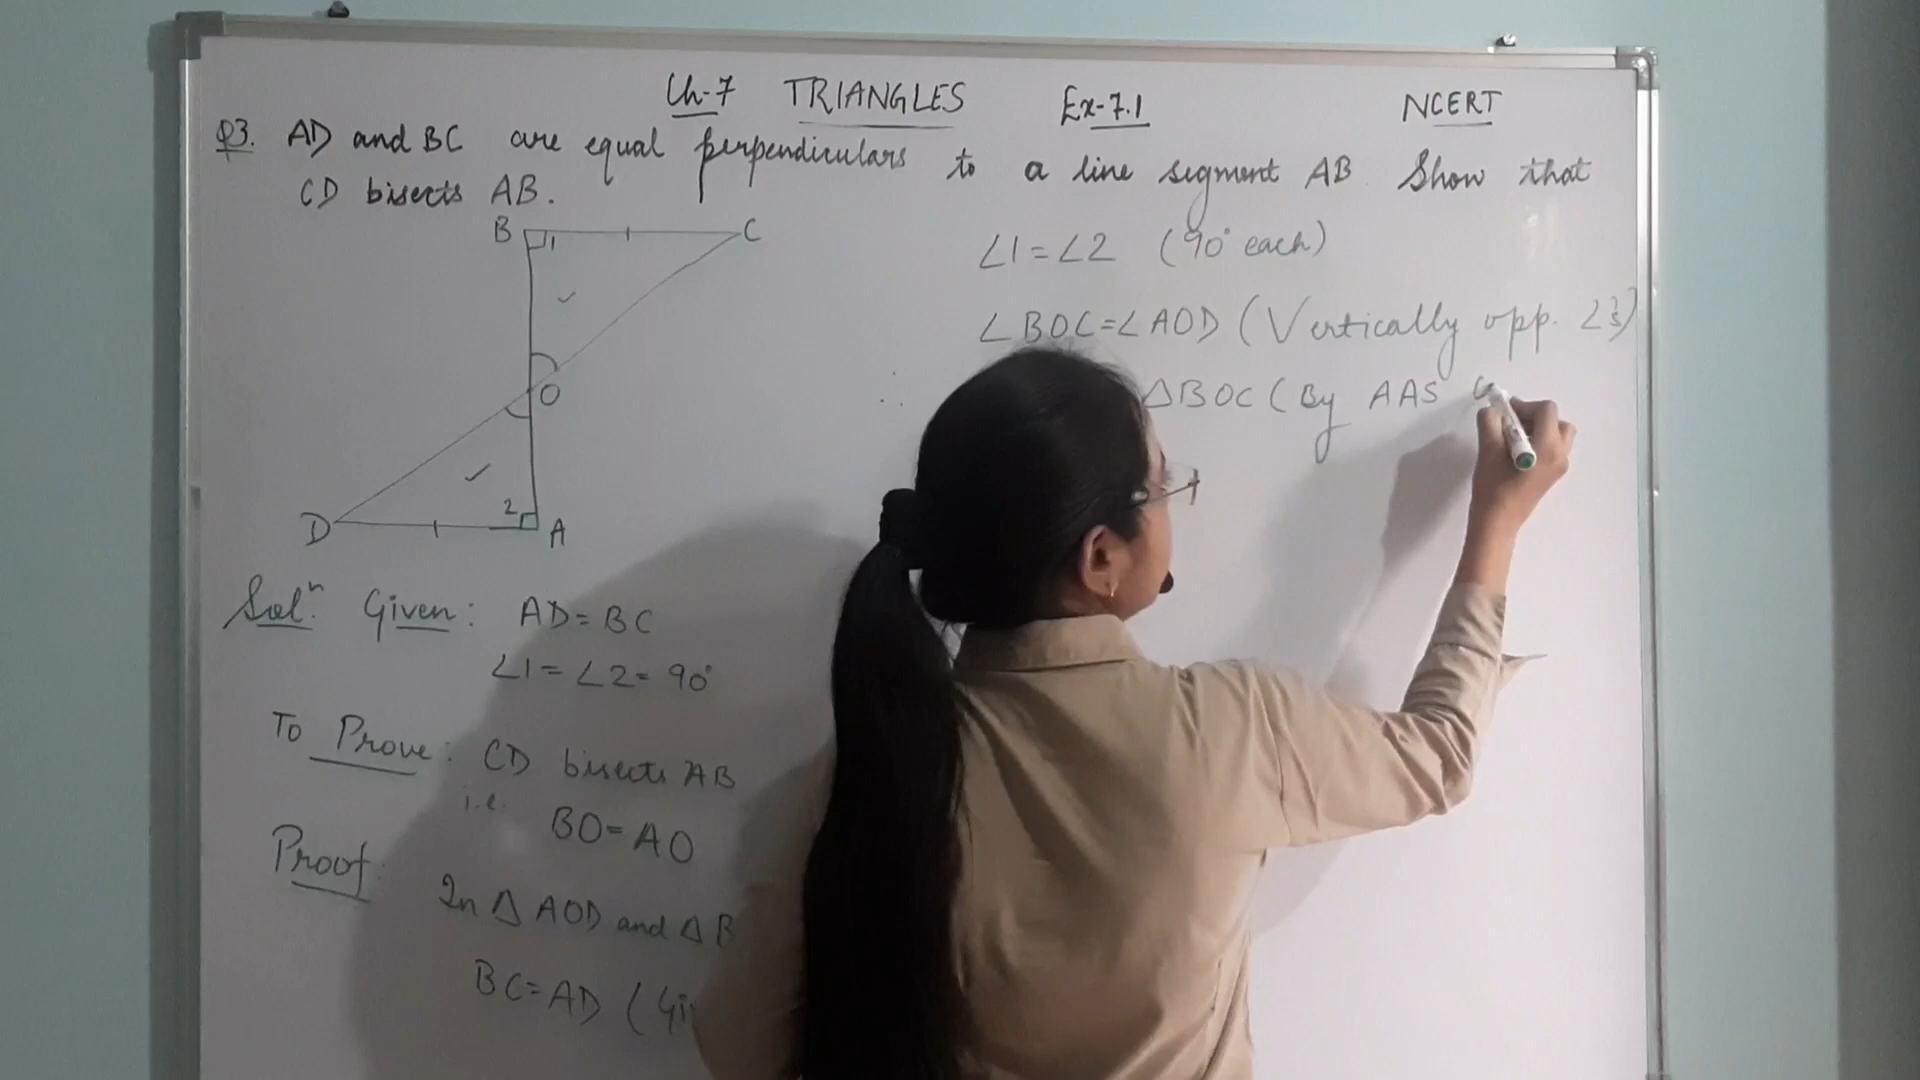 Ch-7 TRIANGLES Ex-7.1 NCERT
Q3. AD and BC are equal perpendiculars to a line segment AB Show that
CD bisects AB.
B 1 C
O
D 2 A
Solⁿ. Given: AD = BC
∠1 = ∠2 = 90°
To Prove: CD bisects AB
i.e. BO = AO
Proof: In △ AOD and △ B
BC = AD (Gi
∠1 = ∠2 (90° each)
∠BOC = ∠AOD (Vertically opp. ∠s)
△BOC (By AAS